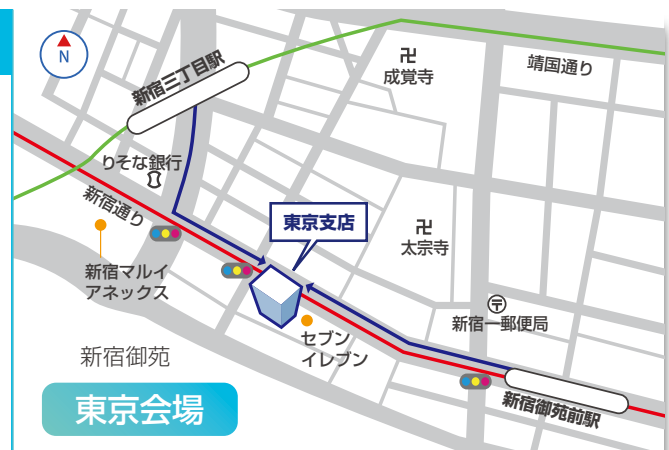 N
新宿三丁目駅
卍
成覚寺
靖国通り
りそな銀行
新宿通り
東京支店
卍
太宗寺
新宿マルイ
アネックス
〒
新宿一郵便局
セブン
イレブン
新宿御苑
新宿御苑前駅
東京会場